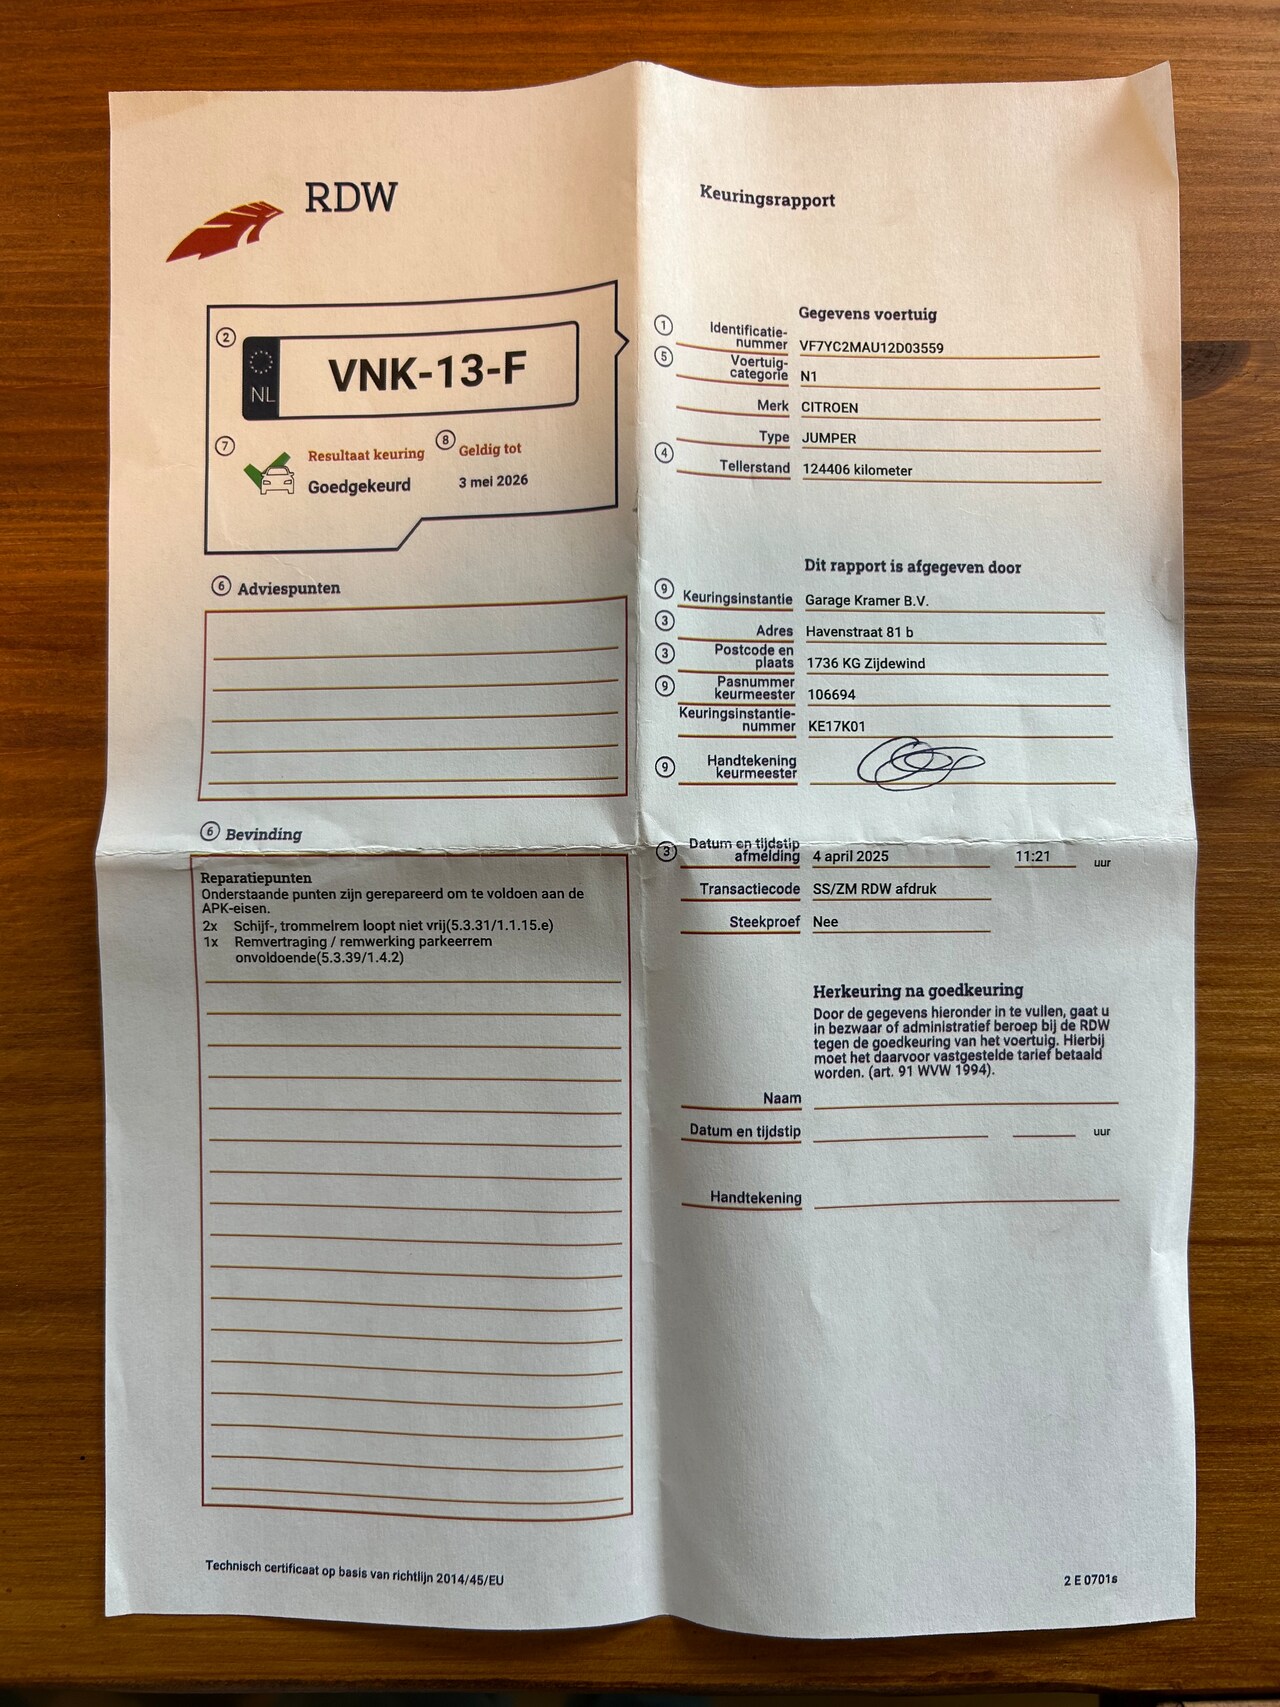 RDW
Keuringsrapport
2
NL
VNK-13-F
7
Resultaat keuring
Goedgekeurd
8
Geldig tot
3 mei 2026
6 Adviespunten
6 Bevinding
Reparatiepunten
Onderstaande punten zijn gerepareerd om te voldoen aan de
APK-eisen.
2x Schijf-, trommelrem loopt niet vrij(5.3.31/1.1.15.e)
1x Remvertraging / remwerking parkeerrem
onvoldoende(5.3.39/1.4.2)
Technisch certificaat op basis van richtlijn 2014/45/EU
Gegevens voertuig
1 Identificatie-
nummer VF7YC2MAU12D03559
5 Voertuig-
categorie N1
Merk CITROEN
Type JUMPER
4 Tellerstand 124406 kilometer
Dit rapport is afgegeven door
9 Keuringsinstantie Garage Kramer B.V.
3 Adres Havenstraat 81 b
3 Postcode en
plaats 1736 KG Zijdewind
9 Pasnummer
keurmeester 106694
Keuringsinstantie-
nummer KE17K01
9 Handtekening
keurmeester
3 Datum en tijdstip
afmelding 4 april 2025 11:21 uur
Transactiecode SS/ZM RDW afdruk
Steekproef Nee
Herkeuring na goedkeuring
Door de gegevens hieronder in te vullen, gaat u
in bezwaar of administratief beroep bij de RDW
tegen de goedkeuring van het voertuig. Hierbij
moet het daarvoor vastgestelde tarief betaald
worden. (art. 91 WVW 1994).
Naam
Datum en tijdstip uur
Handtekening
2 E 0701s